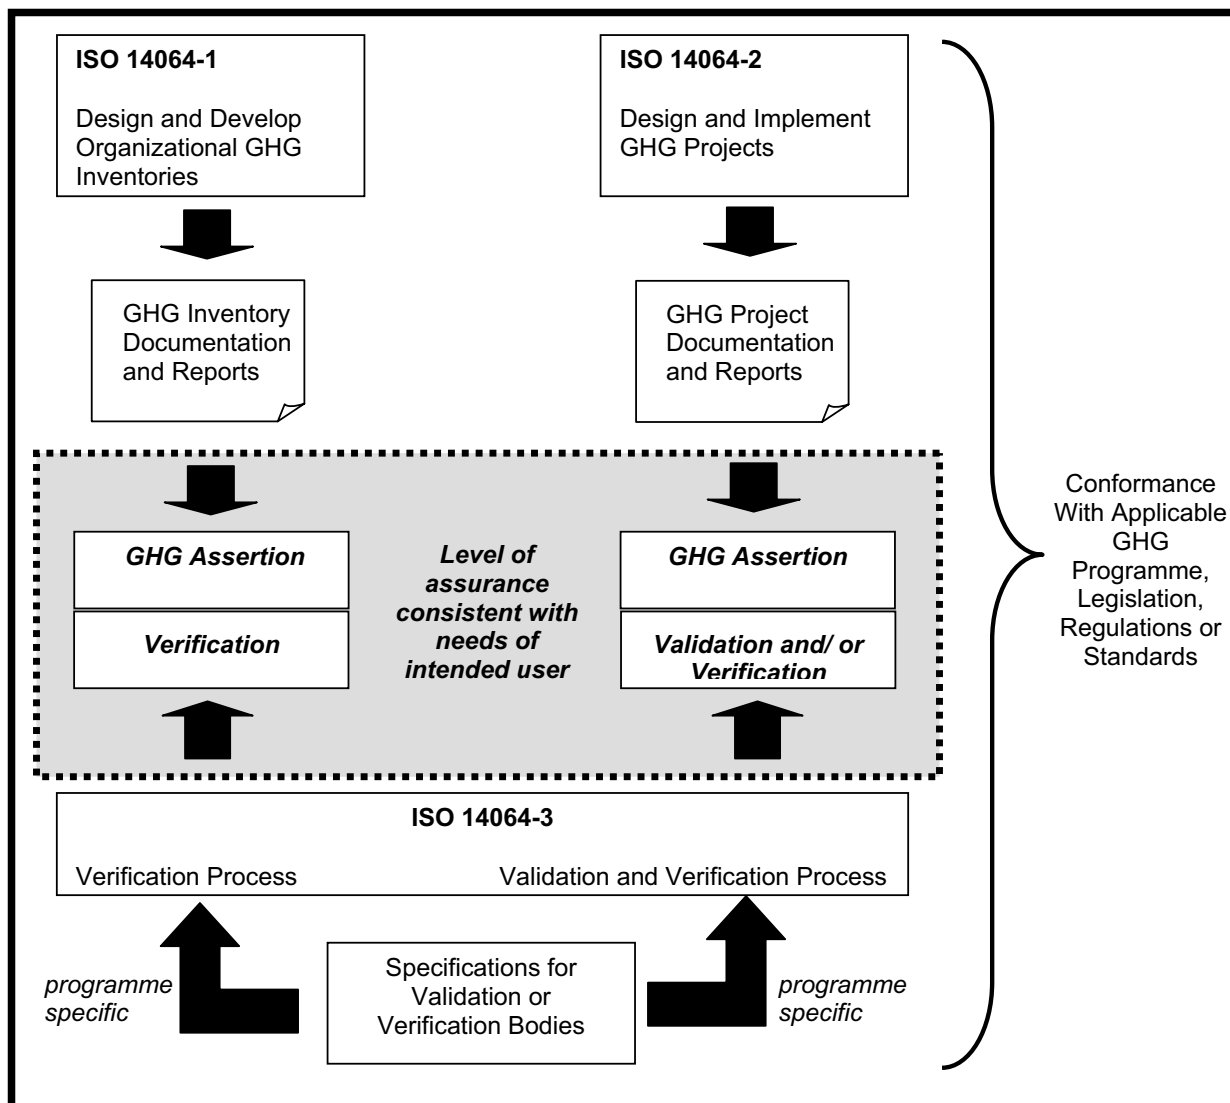 ISO 14064-1
Design and Develop
Organizational GHG
Inventories
ISO 14064-2
Design and Implement
GHG Projects
GHG Inventory
Documentation
and Reports
GHG Project
Documentation
and Reports
GHG Assertion
Verification
Level of
assurance
consistent with
needs of
intended user
GHG Assertion
Validation and/ or
Verification
ISO 14064-3
Verification Process
Validation and Verification Process
programme
specific
Specifications for
Validation or
Verification Bodies
programme
specific
Conformance
With Applicable
GHG
Programme,
Legislation,
Regulations or
Standards